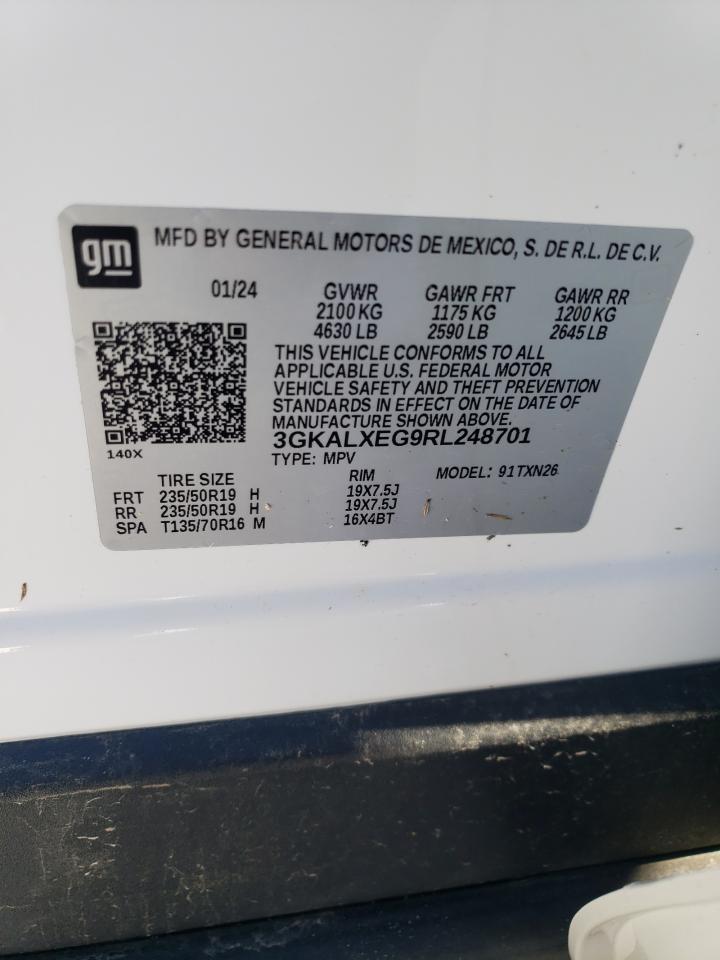 gm MFD BY GENERAL MOTORS DE MEXICO, S. DE R.L. DE C.V.
01/24 GVWR GAWR FRT GAWR RR
2100 KG 1175 KG 1200 KG
4630 LB 2590 LB 2645 LB
THIS VEHICLE CONFORMS TO ALL
APPLICABLE U.S. FEDERAL MOTOR
VEHICLE SAFETY AND THEFT PREVENTION
STANDARDS IN EFFECT ON THE DATE OF
MANUFACTURE SHOWN ABOVE.
3GKALXEG9RL248701
140X TYPE: MPV MODEL: 91TXN26
TIRE SIZE RIM
FRT 235/50R19 H 19X7.5J
RR 235/50R19 H 19X7.5J
SPA T135/70R16 M 16X4BT